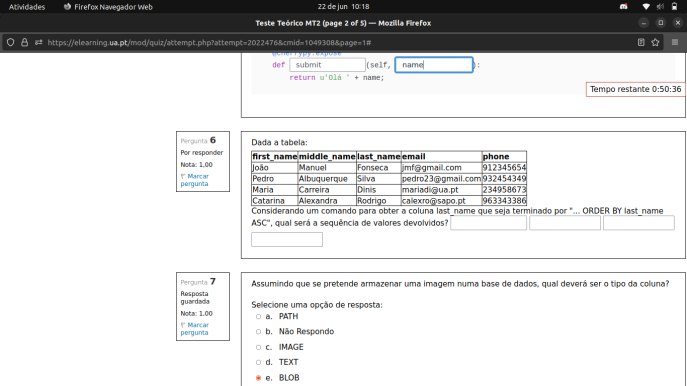 Atividades
Firefox Navegador Web
22 de jun 10:18
Teste Teórico MT2 (page 2 of 5) — Mozilla Firefox
https://elearning.ua.pt/mod/quiz/attempt.php?attempt=2022476&cmid=1049308&page=1#
@cherrypy.expose
def submit (self, name ):
return u'Olá ' + name;
Tempo restante 0:50:36
Pergunta 6
Por responder
Nota: 1,00
Marcar pergunta
Dada a tabela:
first_name middle_name last_name email phone
João Manuel Fonseca jmf@gmail.com 912345654
Pedro Albuquerque Silva pedro23@gmail.com 932454349
Maria Carreira Dinis mariadi@ua.pt 234958673
Catarina Alexandra Rodrigo calexro@sapo.pt 963343386
Considerando um comando para obter a coluna last_name que seja terminado por "... ORDER BY last_name
ASC", qual será a sequência de valores devolvidos?
Pergunta 7
Resposta
guardada
Nota: 1,00
Marcar
pergunta
Assumindo que se pretende armazenar uma imagem numa base de dados, qual deverá ser o tipo da coluna?
Selecione uma opção de resposta:
a. PATH
b. Não Respondo
c. IMAGE
d. TEXT
e. BLOB